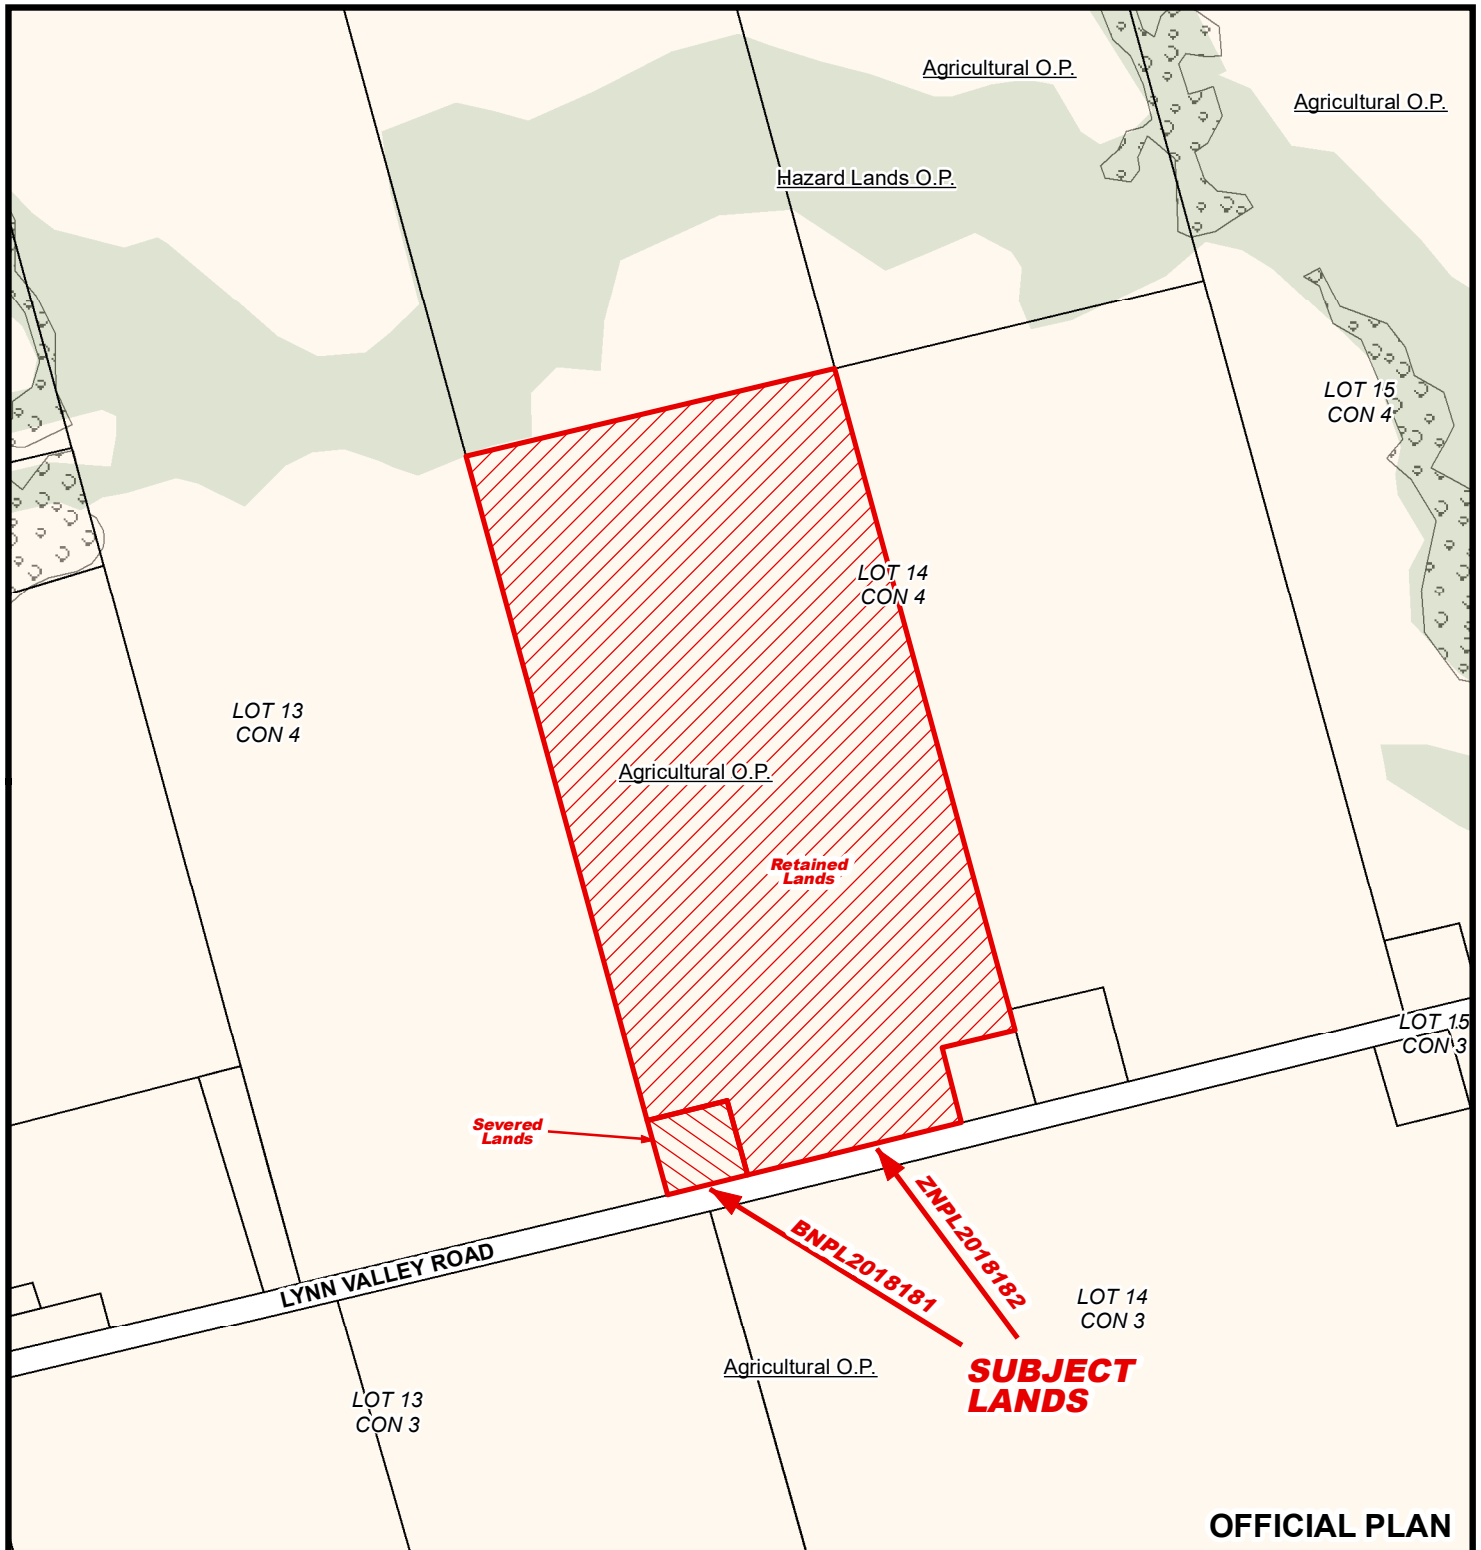 Agricultural O.P.
Agricultural O.P.
Hazard Lands O.P.
LOT 15
CON 4
LOT 14
CON 4
LOT 13
CON 4
Agricultural O.P.
Retained
Lands
LOT 15
CON 3
Severed
Lands
ZNPL2018182
BNPL2018181
LYNN VALLEY ROAD
LOT 14
CON 3
Agricultural O.P.
SUBJECT
LANDS
LOT 13
CON 3
OFFICIAL PLAN